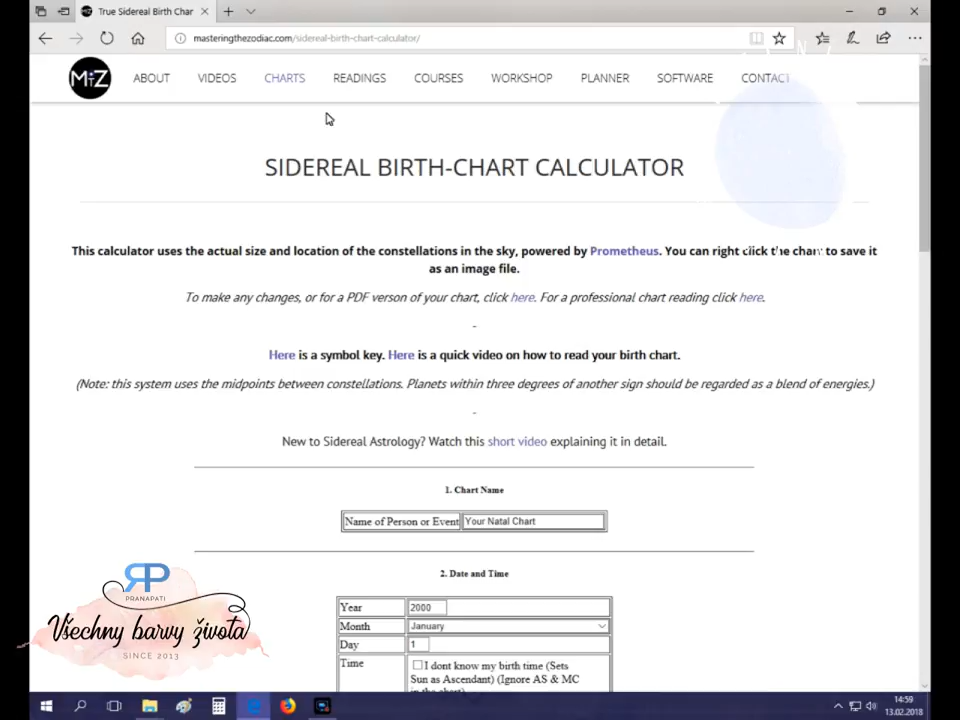 True Sidereal Birth Char
masteringthezodiac.com/sidereal-birth-chart-calculator/
MTZ ABOUT VIDEOS CHARTS READINGS COURSES WORKSHOP PLANNER SOFTWARE CONTACT
SIDEREAL BIRTH-CHART CALCULATOR
This calculator uses the actual size and location of the constellations in the sky, powered by Prometheus. You can right click the chart to save it
as an image file.
To make any changes, or for a PDF verson of your chart, click here. For a professional chart reading click here.
-
Here is a symbol key. Here is a quick video on how to read your birth chart.
(Note: this system uses the midpoints between constellations. Planets within three degrees of another sign should be regarded as a blend of energies.)
-
New to Sidereal Astrology? Watch this short video explaining it in detail.
1. Chart Name
Name of Person or Event Your Natal Chart
2. Date and Time
Year 2000
Month January
Day 1
Time I dont know my birth time (Sets
Sun as Ascendant) (Ignore AS & MC
in the chart)
RP
PRANAPATI
Všechny barvy života
SINCE 2013
14:59
13.02.2018